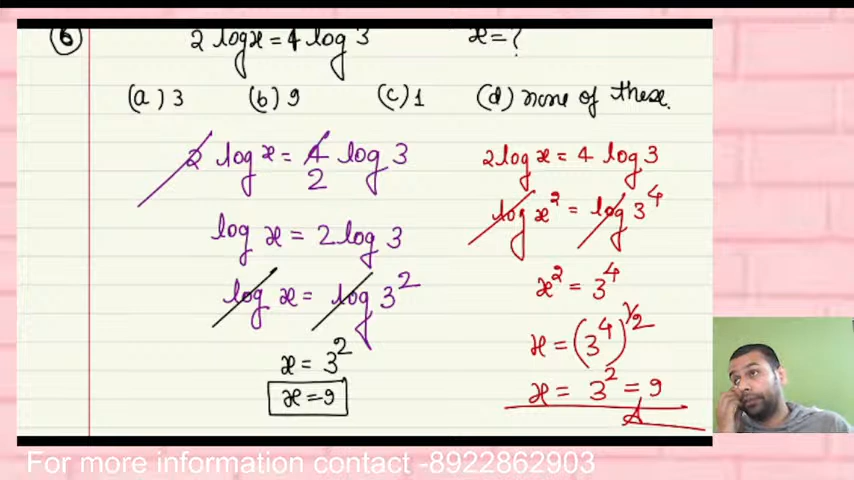 (6) 2 log x = 4 log 3 x = ?
(a) 3 (b) 9 (c) 1 (d) none of these.
2 log x = 4 log 3
2
log x = 2 log 3
log x = log 3²
x = 3²
x = 9
2 log x = 4 log 3
log x² = log 3⁴
x² = 3⁴
x = (3⁴)^1/2
x = 3² = 9
A
For more information contact -8922862903